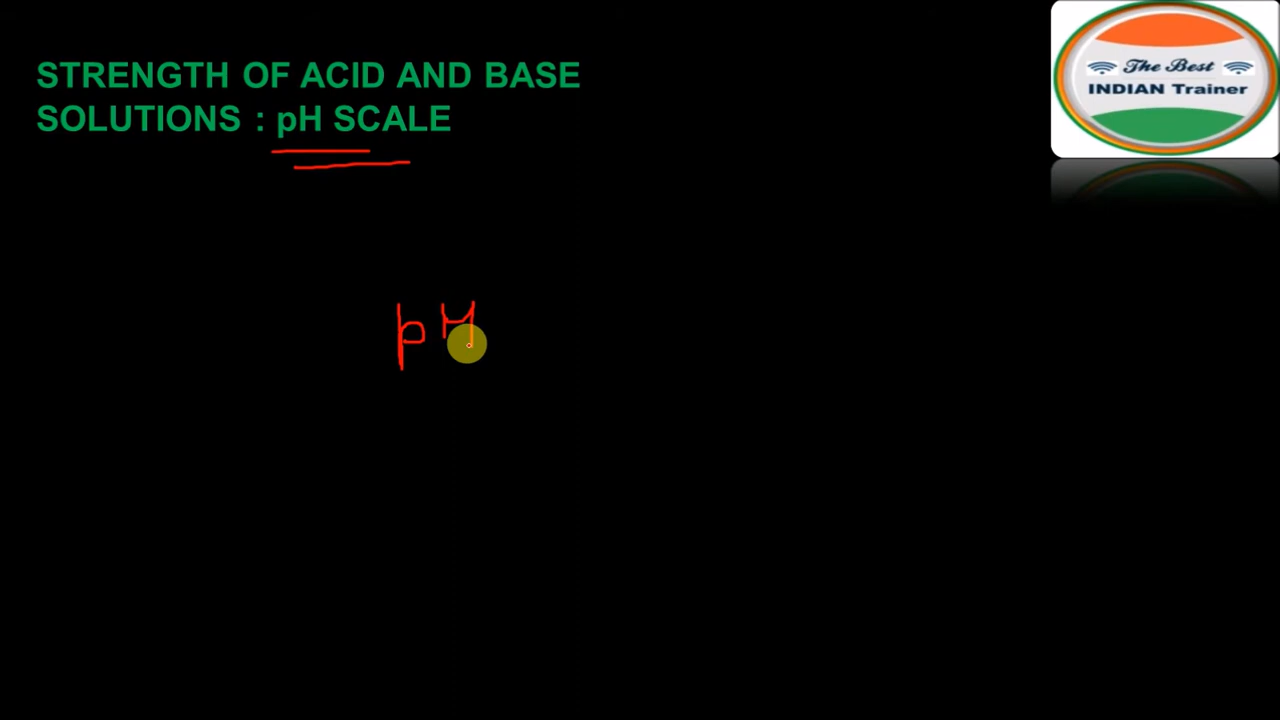 STRENGTH OF ACID AND BASE
SOLUTIONS : pH SCALE
The Best
INDIAN Trainer
pH